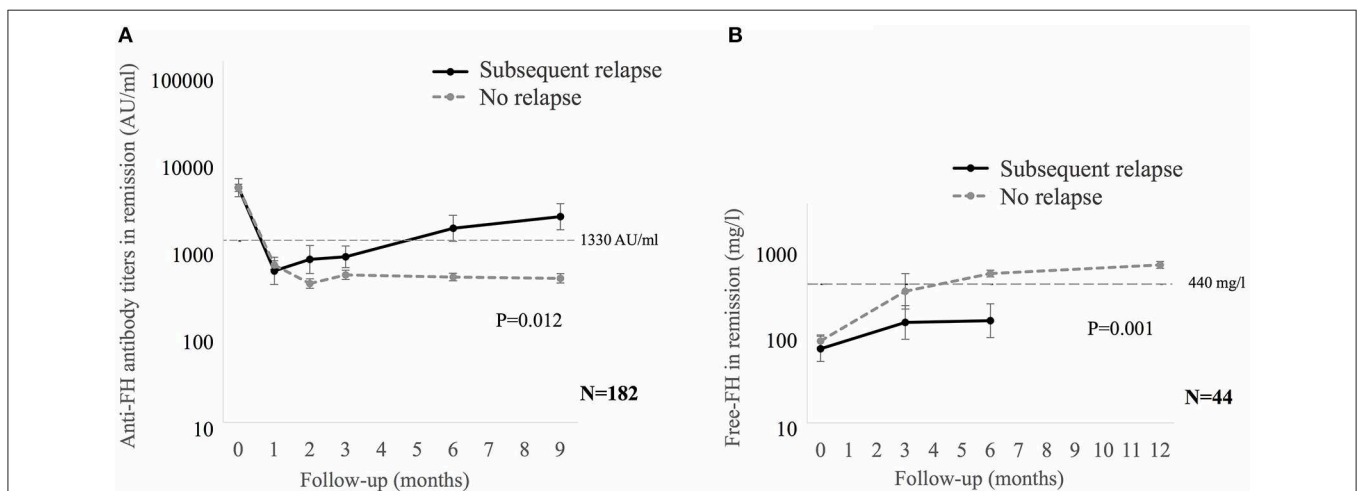 A
Anti-FH antibody titers in remission (AU/ml)
100000
10000
1000
100
10
Subsequent relapse
No relapse
1330 AU/ml
P=0.012
N=182
0 1 2 3 4 5 6 7 8 9
Follow-up (months)
B
Free-FH in remission (mg/l)
1000
100
10
Subsequent relapse
No relapse
440 mg/l
P=0.001
N=44
0 1 2 3 4 5 6 7 8 9 10 11 12
Follow-up (months)